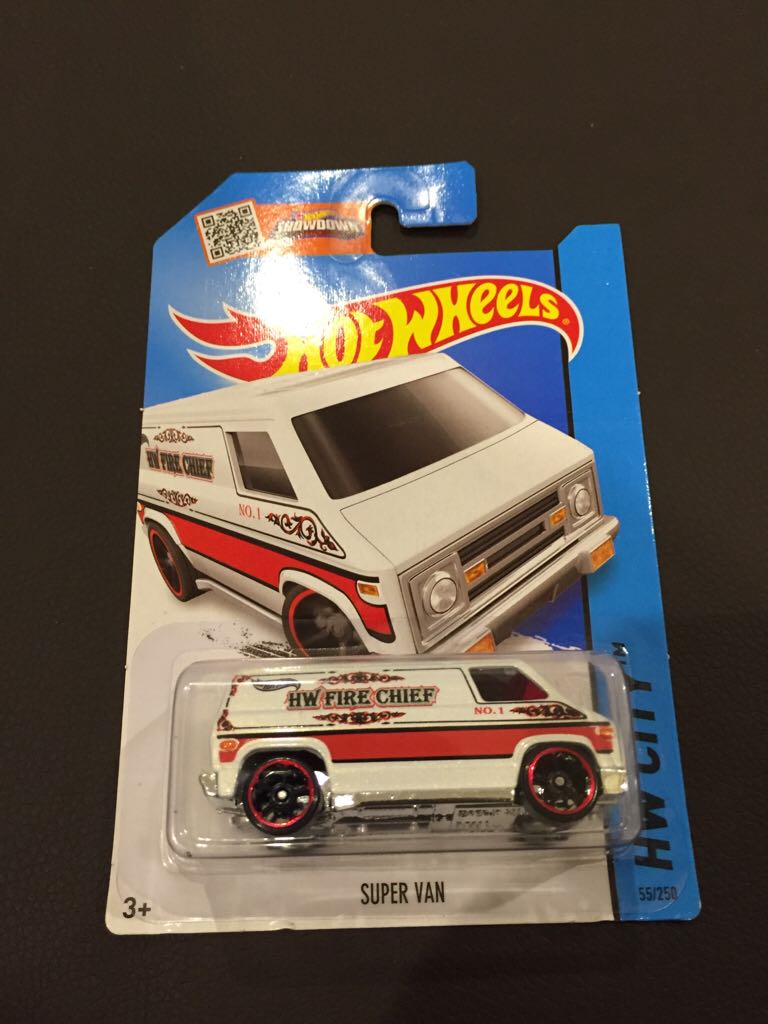 SHOWDOWN
HOT WHEELS®
HW FIRE CHIEF
NO.1
HW FIRE CHIEF
NO.1
HW CITY™
55/250
SUPER VAN
3+